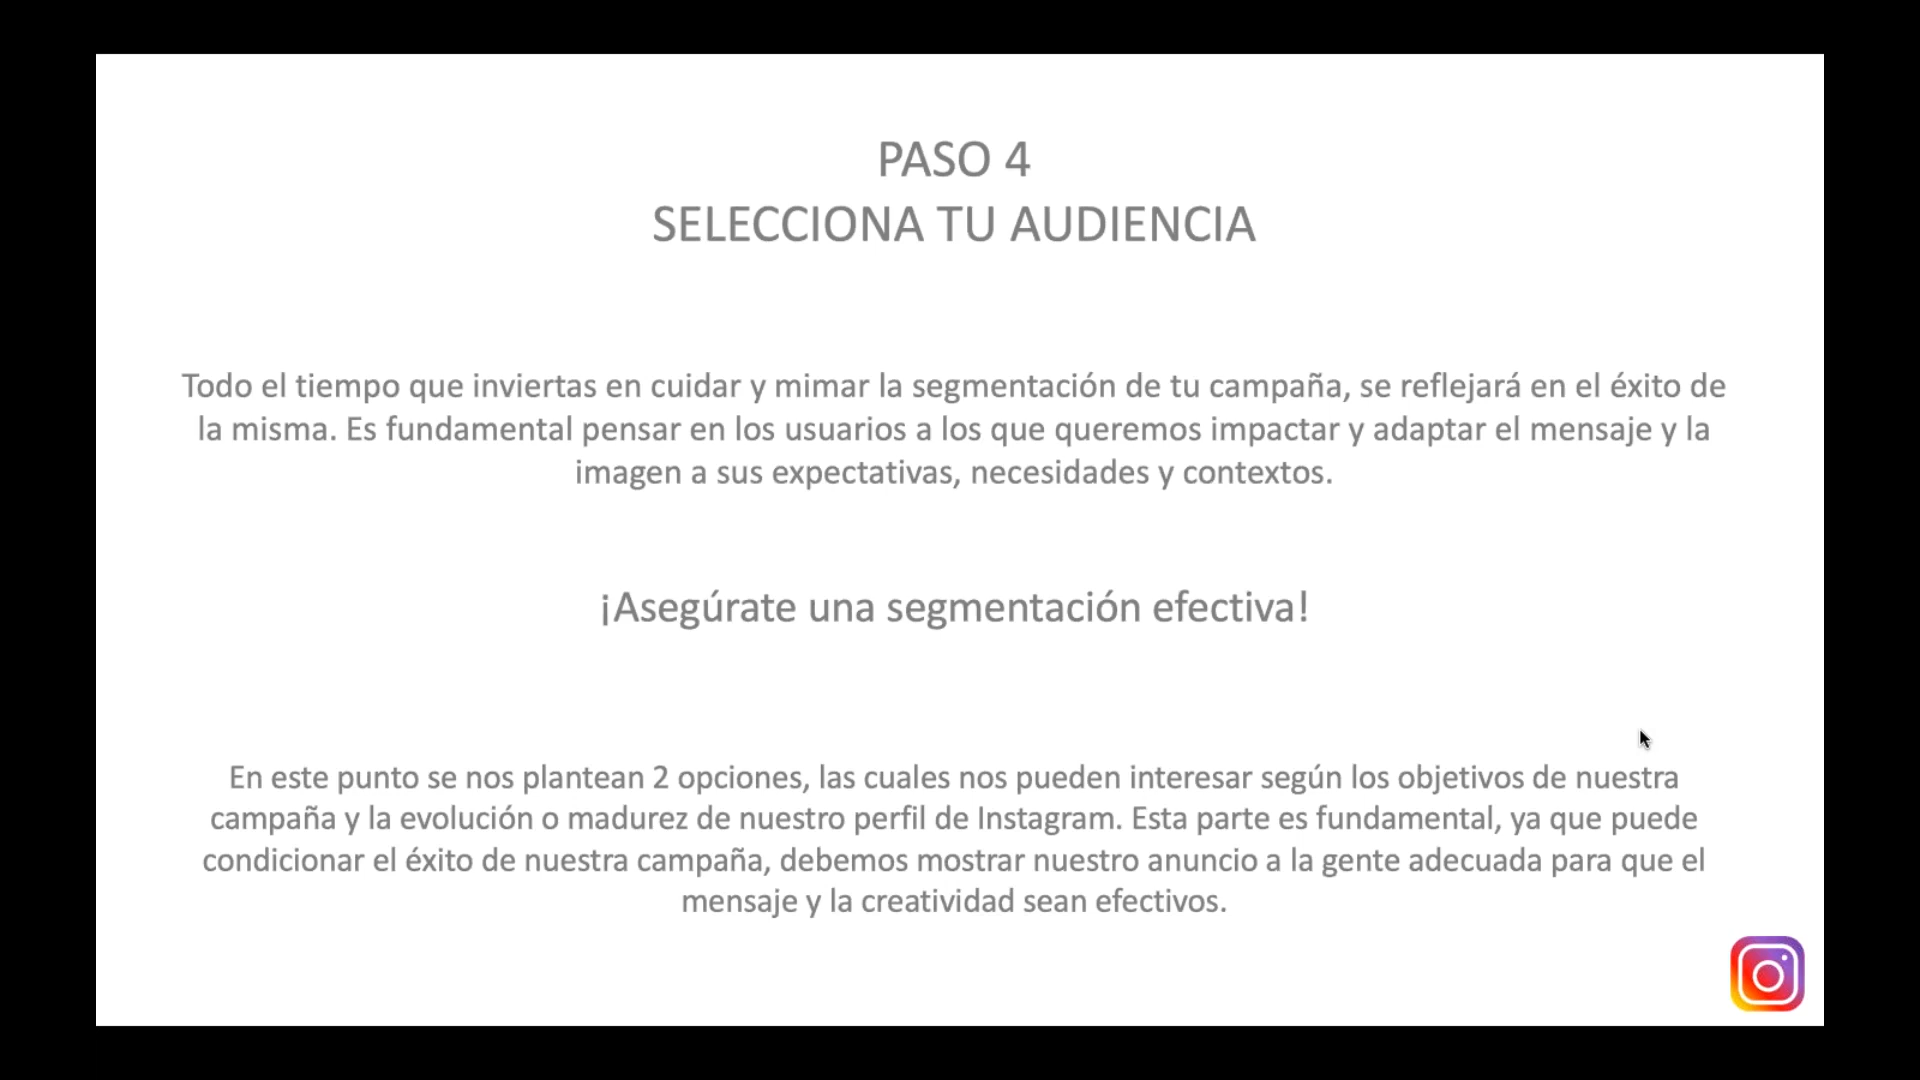 PASO 4
SELECCIONA TU AUDIENCIA
Todo el tiempo que inviertas en cuidar y mimar la segmentación de tu campaña, se reflejará en el éxito de
la misma. Es fundamental pensar en los usuarios a los que queremos impactar y adaptar el mensaje y la
imagen a sus expectativas, necesidades y contextos.
¡Asegúrate una segmentación efectiva!
En este punto se nos plantean 2 opciones, las cuales nos pueden interesar según los objetivos de nuestra
campaña y la evolución o madurez de nuestro perfil de Instagram. Esta parte es fundamental, ya que puede
condicionar el éxito de nuestra campaña, debemos mostrar nuestro anuncio a la gente adecuada para que el
mensaje y la creatividad sean efectivos.